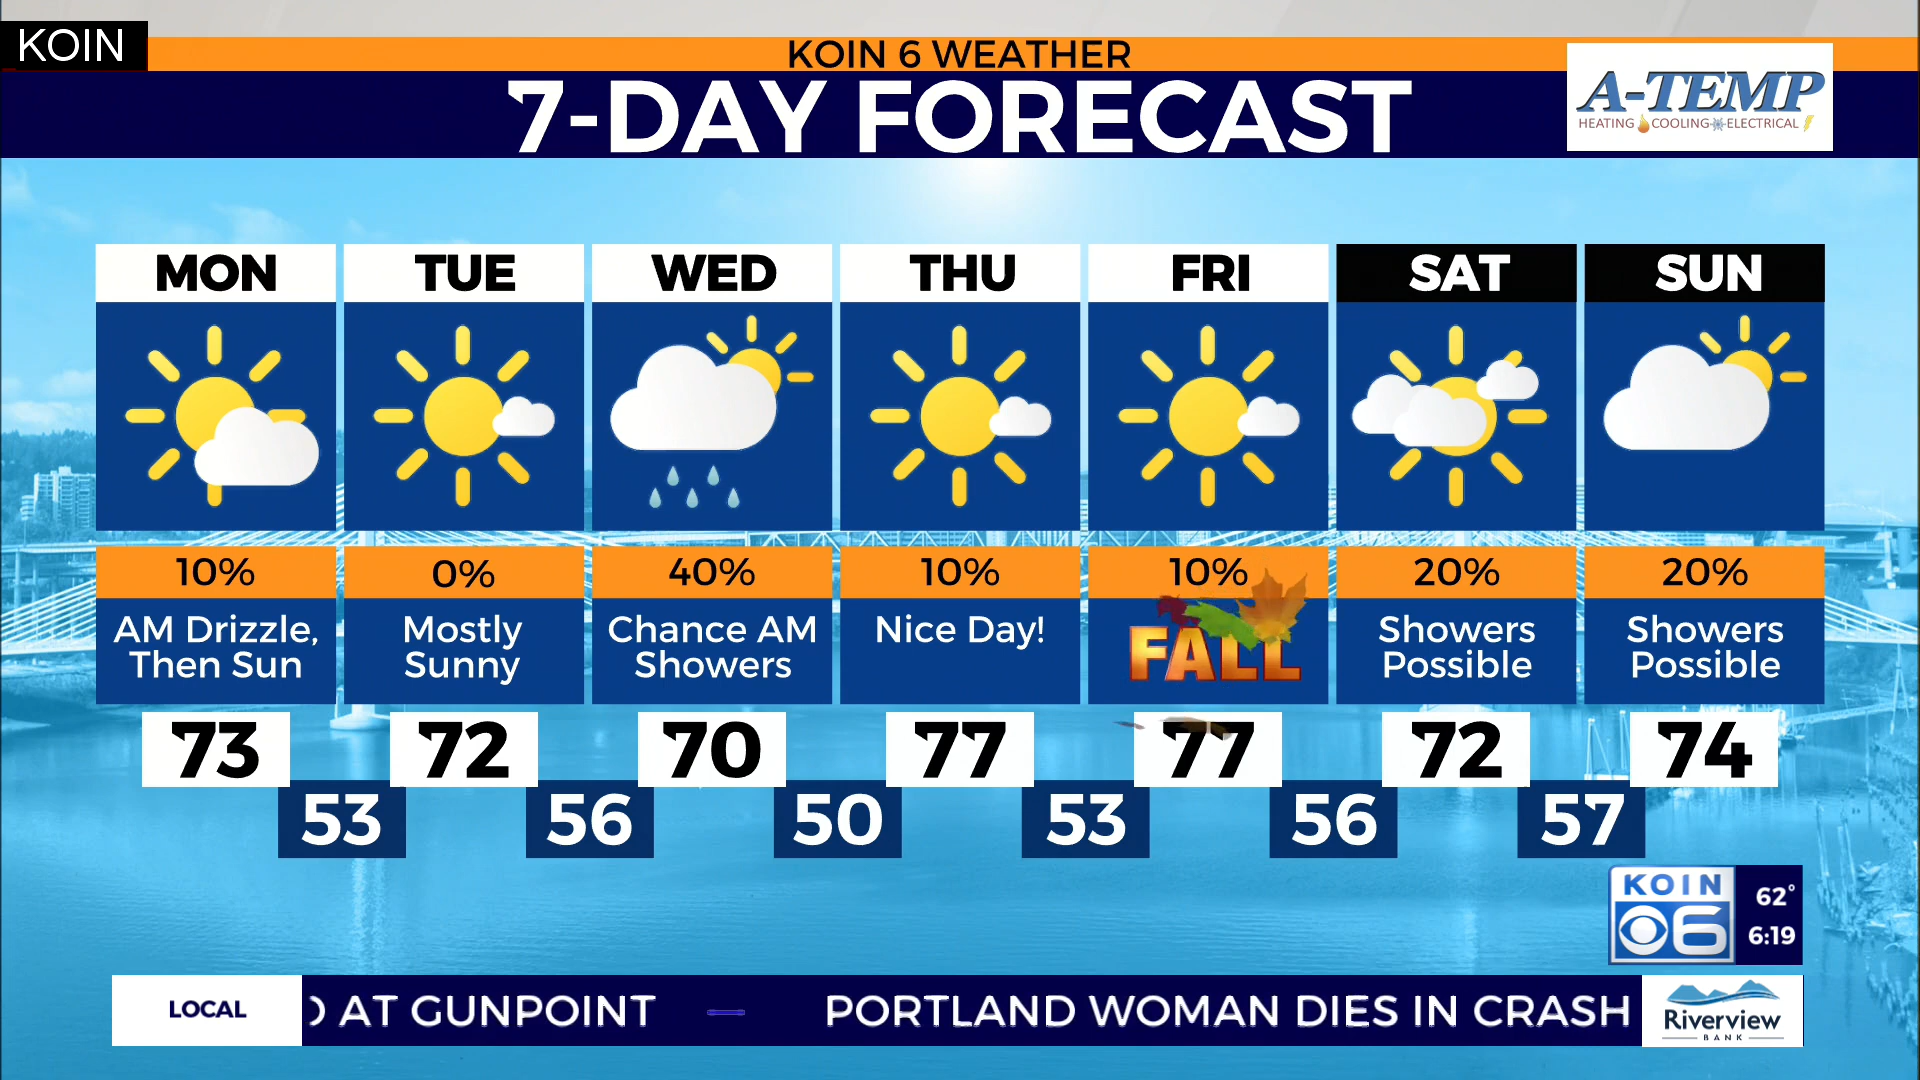 KOIN
KOIN 6 WEATHER
7-DAY FORECAST
A-TEMP
HEATING COOLING ELECTRICAL
MON TUE WED THU FRI SAT SUN
10% 0% 40% 10% 10% 20% 20%
AM Drizzle, Then Sun
Mostly Sunny
Chance AM Showers
Nice Day!
FALL
Showers Possible
Showers Possible
73 72 70 77 77 72 74
53 56 50 53 56 57
KOIN 6
62°
6:19
LOCAL
AT GUNPOINT — PORTLAND WOMAN DIES IN CRASH
Riverview
BANK